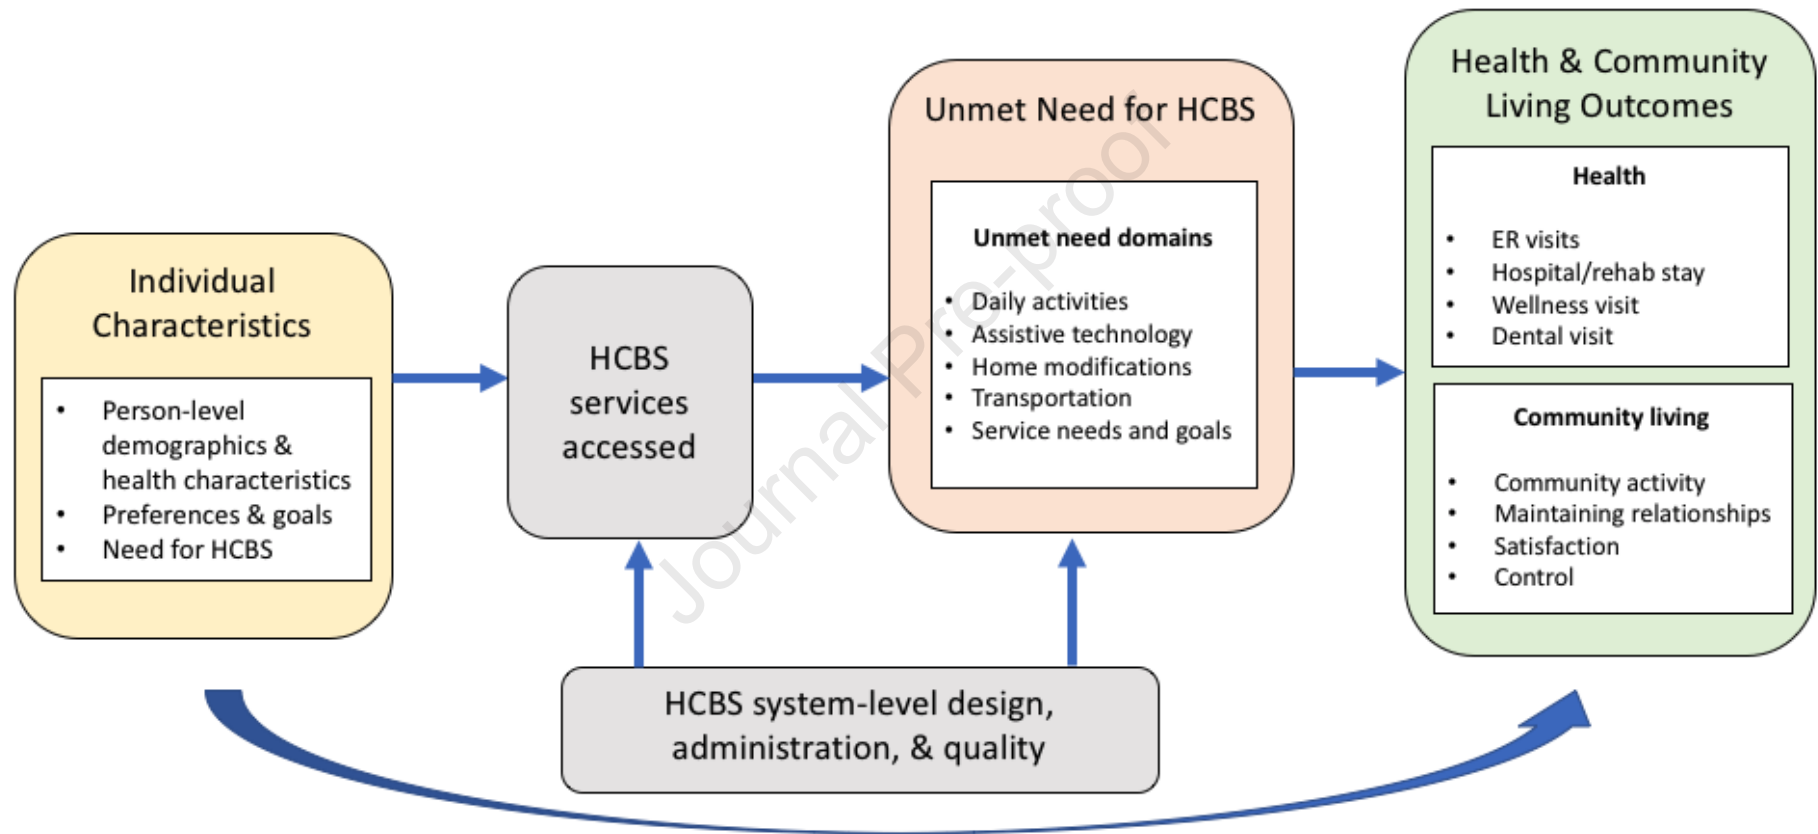 Individual
Characteristics
• Person-level
demographics &
health characteristics
• Preferences & goals
• Need for HCBS
HCBS
services
accessed
HCBS system-level design,
administration, & quality
Unmet Need for HCBS
Unmet need domains
• Daily activities
• Assistive technology
• Home modifications
• Transportation
• Service needs and goals
Health & Community
Living Outcomes
Health
• ER visits
• Hospital/rehab stay
• Wellness visit
• Dental visit
Community living
• Community activity
• Maintaining relationships
• Satisfaction
• Control
Journal Pre-proof